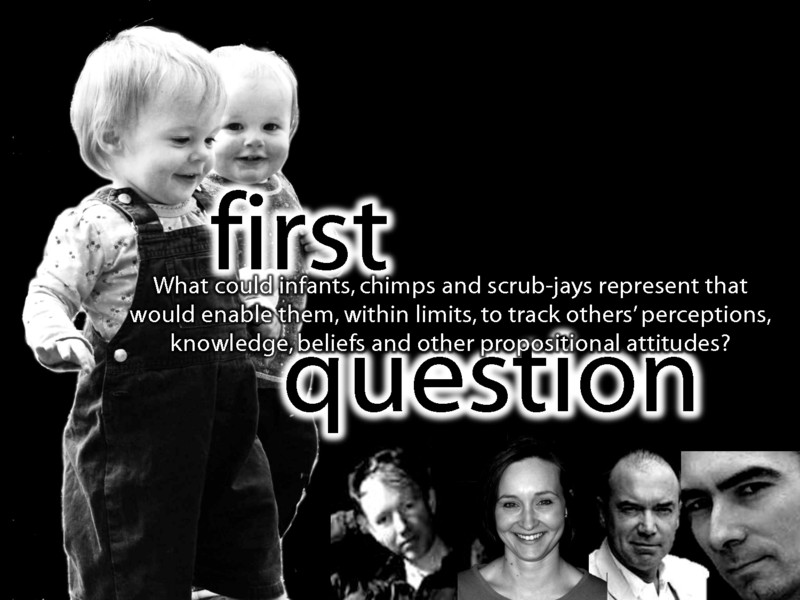 first
What could infants, chimps and scrub-jays represent that
would enable them, within limits, to track others’ perceptions,
knowledge, beliefs and other propositional attitudes?
question